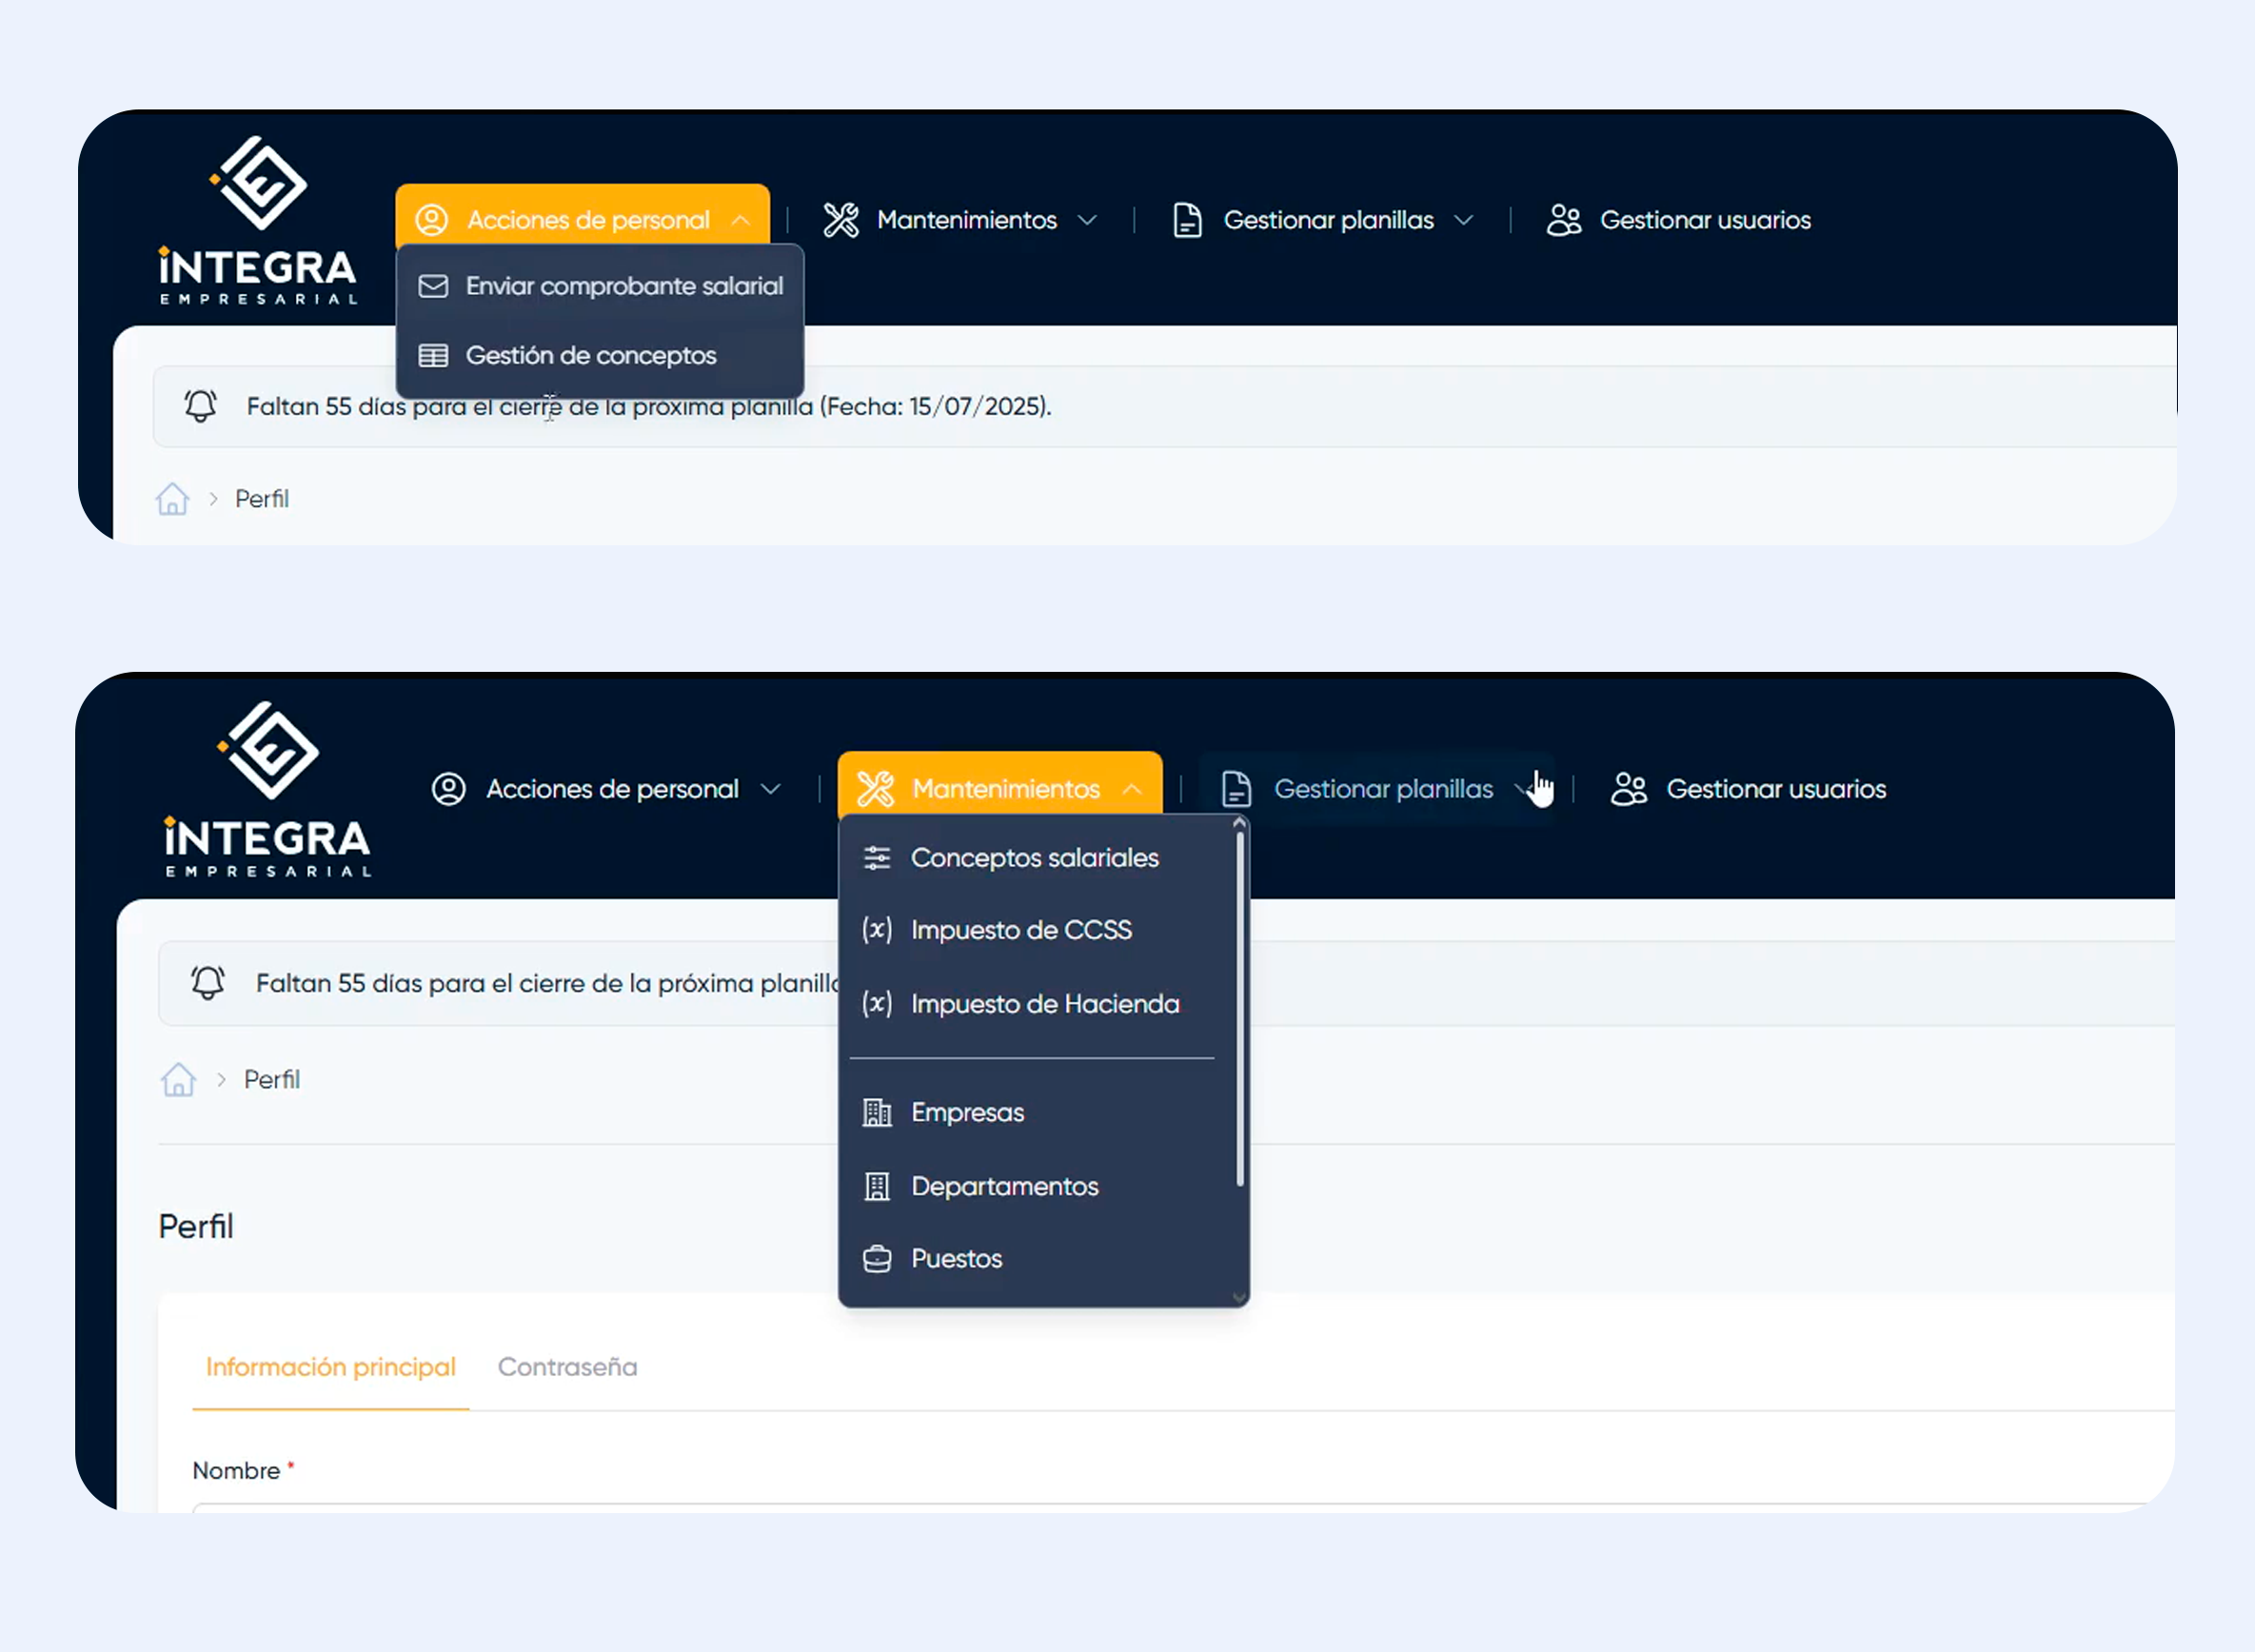 INTEGRA
EMPRESARIAL
Acciones de personal
Mantenimientos
Gestionar planillas
Gestionar usuarios
Enviar comprobante salarial
Gestión de conceptos
Faltan 55 días para el cierre de la próxima planilla (Fecha: 15/07/2025).
Perfil
INTEGRA
EMPRESARIAL
Acciones de personal
Mantenimientos
Gestionar planillas
Gestionar usuarios
Conceptos salariales
(x) Impuesto de CCSS
(x) Impuesto de Hacienda
Empresas
Departamentos
Puestos
Faltan 55 días para el cierre de la próxima planill
Perfil
Perfil
Información principal
Contraseña
Nombre *